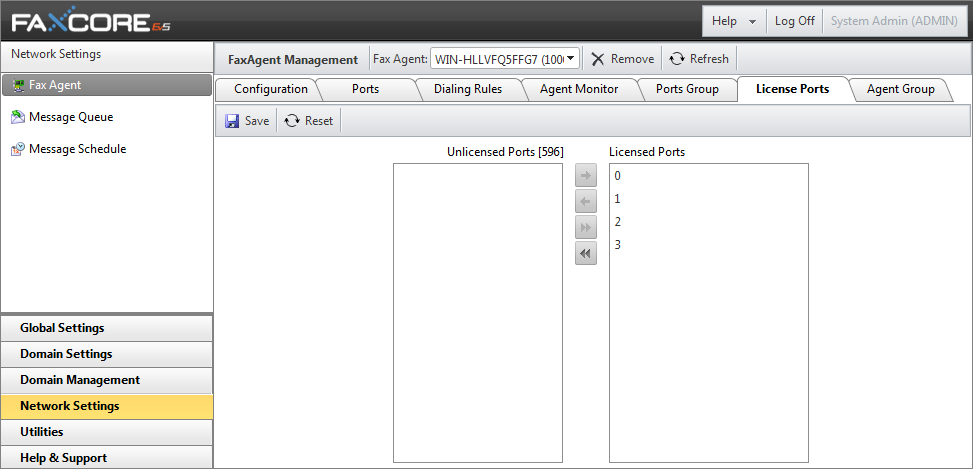 FAXCORE 6.5
Help
Log Off
System Admin (ADMIN)
Network Settings
Fax Agent
Message Queue
Message Schedule
Global Settings
Domain Settings
Domain Management
Network Settings
Utilities
Help & Support
FaxAgent Management
Fax Agent: WIN-HLLVFQ5FFG7 (100
Remove
Refresh
Configuration
Ports
Dialing Rules
Agent Monitor
Ports Group
License Ports
Agent Group
Save
Reset
Unlicensed Ports [596]
Licensed Ports
0
1
2
3